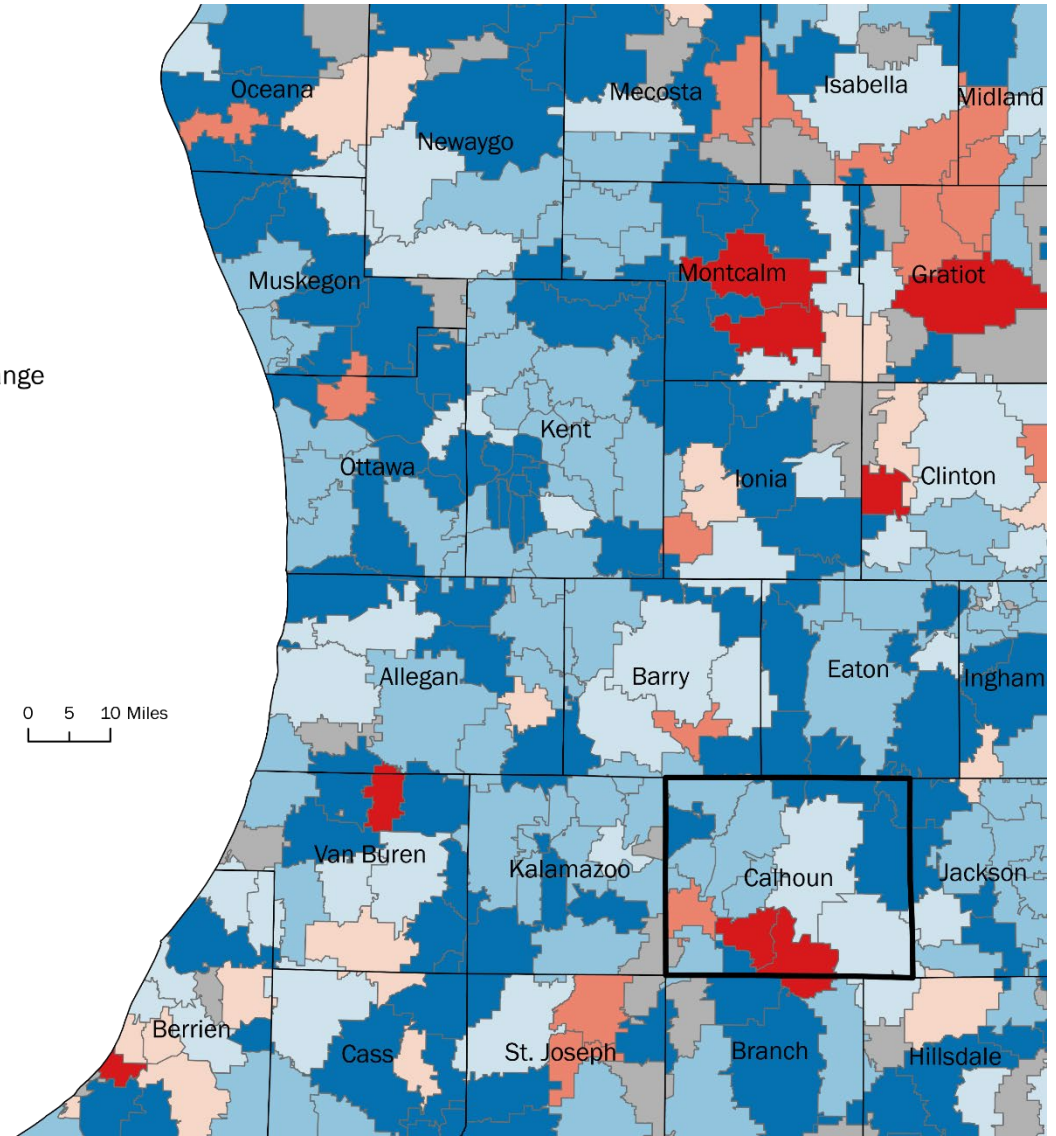 Oceana
Mecosta
Isabella
Midland
Newaygo
Muskegon
Montcalm
Gratiot
nge
Kent
Ottawa
Ionia
Clinton
Allegan
Barry
Eaton
Ingham
0 5 10 Miles
Van Buren
Kalamazoo
Calhoun
Jackson
Berrien
Cass
St. Joseph
Branch
Hillsdale